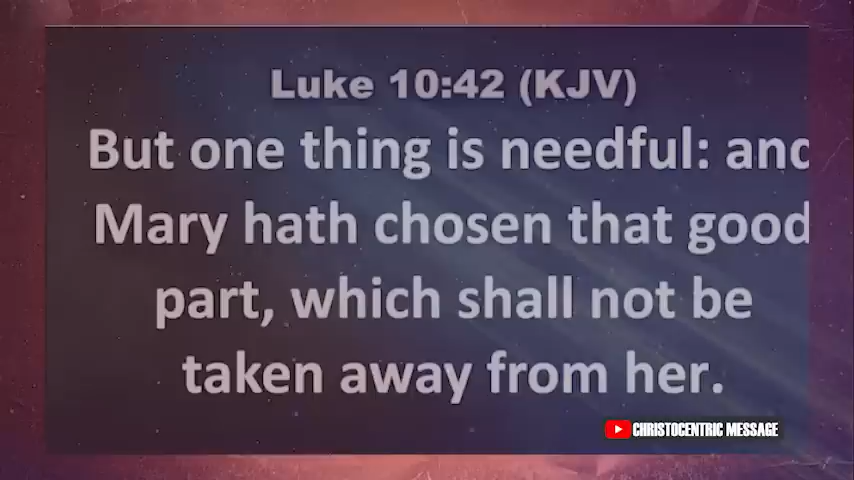 Luke 10:42 (KJV)
But one thing is needful: and
Mary hath chosen that good
part, which shall not be
taken away from her.
CHRISTOCENTRIC MESSAGE